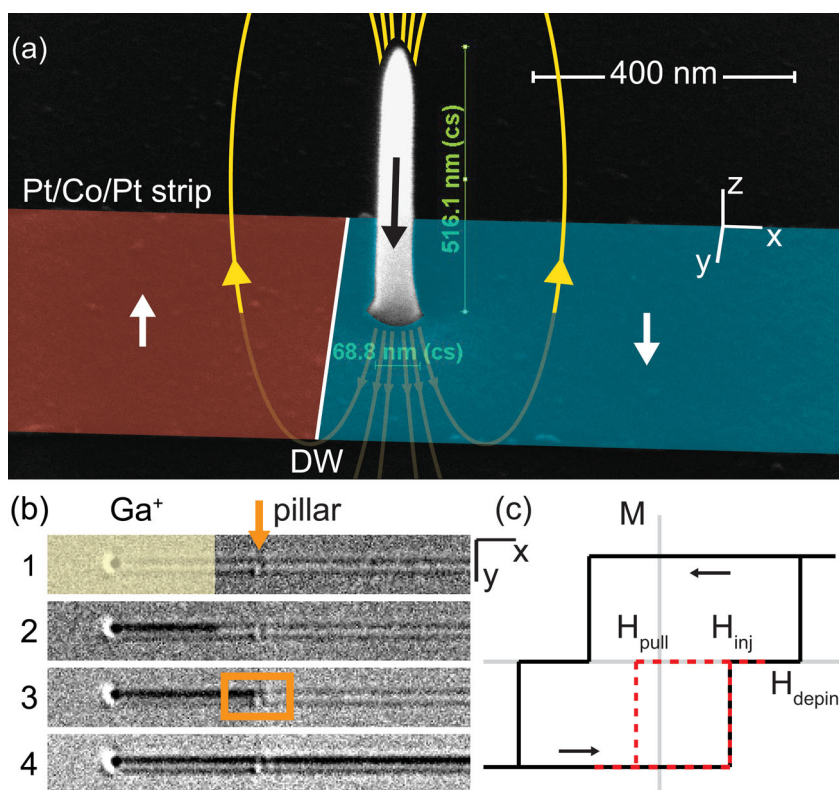 (a)
400 nm
516.1 nm (cs)
Pt/Co/Pt strip
z
x
y
68.8 nm (cs)
DW
(b) Ga⁺ pillar
x
y
1
2
3
4
(c)
M
H_pull H_inj
H_depin